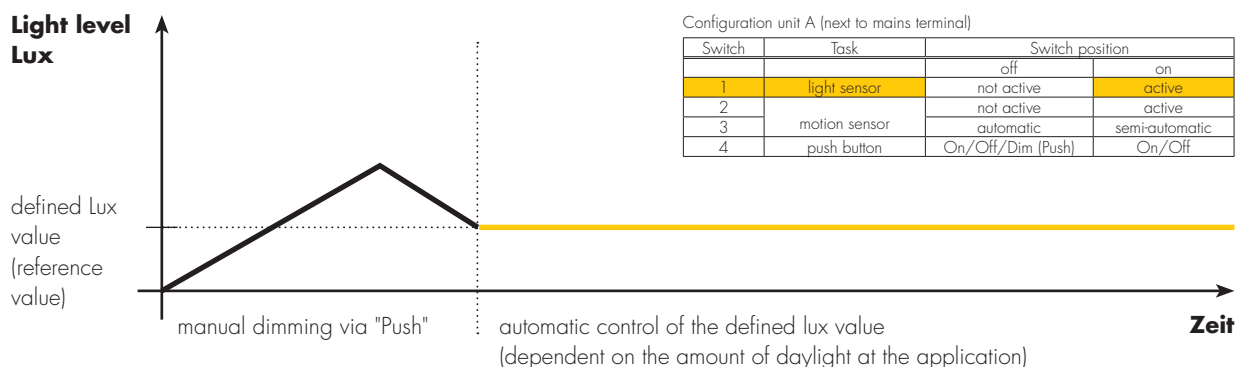 Light level
Lux
Configuration unit A (next to mains terminal)
Switch Task Switch position
off on
1 light sensor not active active
2 not active active
3 motion sensor automatic semi-automatic
4 push button On/Off/Dim (Push) On/Off
defined Lux
value
(reference
value)
manual dimming via "Push"
automatic control of the defined lux value
(dependent on the amount of daylight at the application)
Zeit